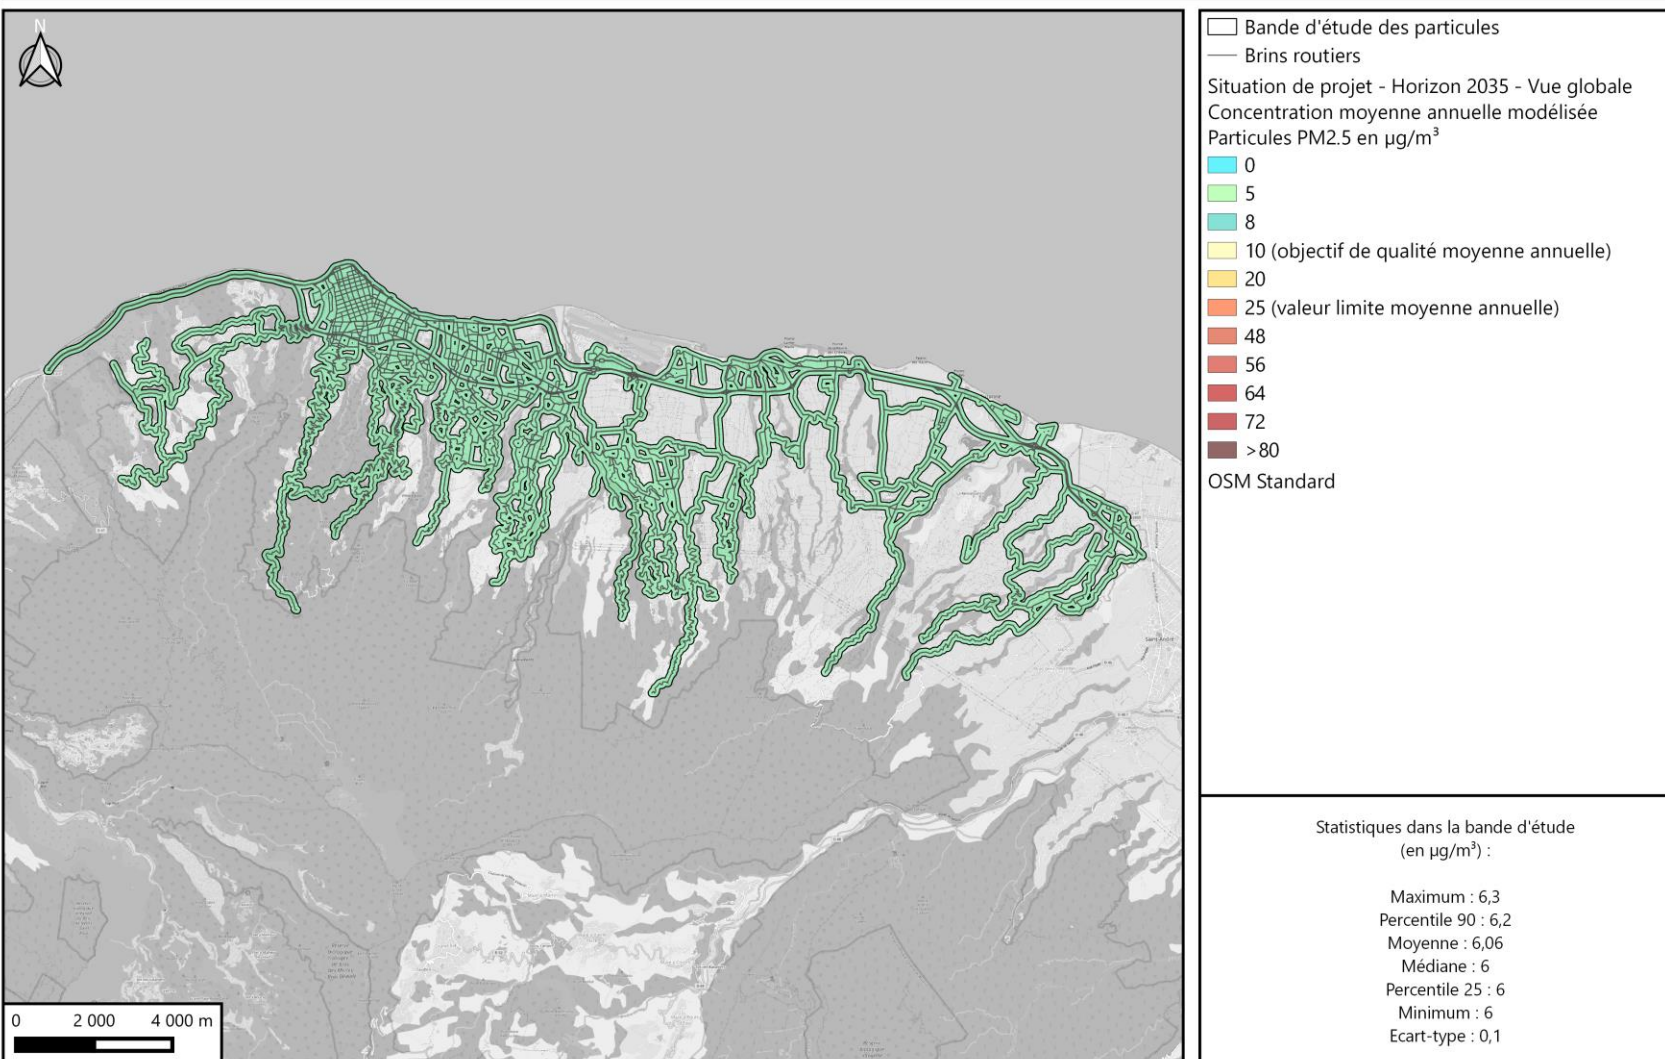 N
Bande d'étude des particules
Brins routiers
Situation de projet - Horizon 2035 - Vue globale
Concentration moyenne annuelle modélisée
Particules PM2.5 en µg/m³
0
5
8
10 (objectif de qualité moyenne annuelle)
20
25 (valeur limite moyenne annuelle)
48
56
64
72
>80
OSM Standard
Saint-André
0 2 000 4 000 m
Statistiques dans la bande d'étude
(en µg/m³) :
Maximum : 6,3
Percentile 90 : 6,2
Moyenne : 6,06
Médiane : 6
Percentile 25 : 6
Minimum : 6
Ecart-type : 0,1